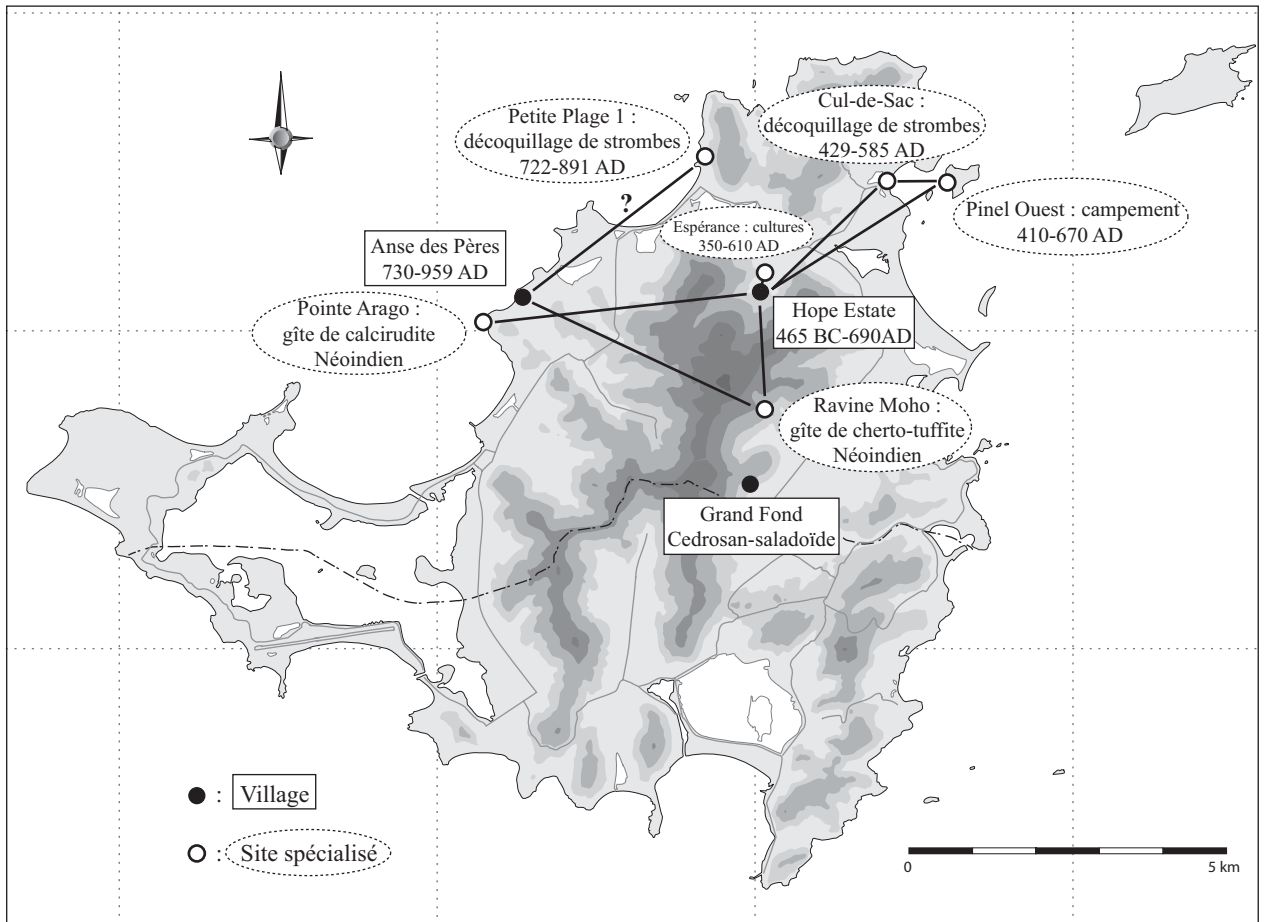 Petite Plage 1 :
décoquillage de strombes
722-891 AD
Cul-de-Sac :
décoquillage de strombes
429-585 AD
Pinel Ouest : campement
410-670 AD
?
Espérance : cultures
350-610 AD
Anse des Pères
730-959 AD
Pointe Arago :
gîte de calcirudite
Néoindien
Hope Estate
465 BC-690AD
Ravine Moho :
gîte de cherto-tuffite
Néoindien
Grand Fond
Cedrosan-saladoïde
: Village
: Site spécialisé
0 5 km